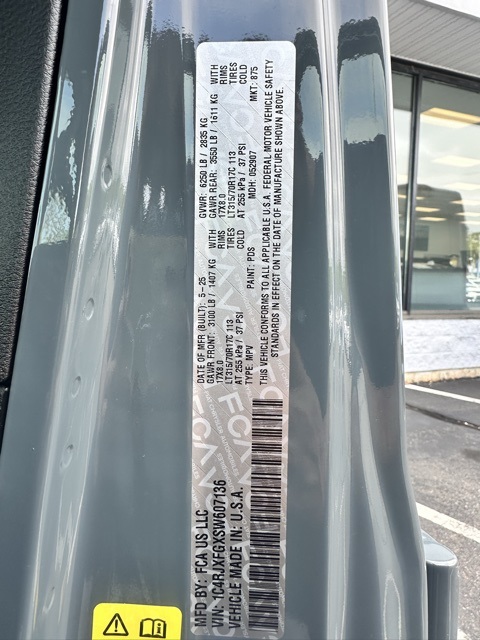 MFD BY: FCA US LLC
VIN: 1C4RJXFGXSW607136
VEHICLE MADE IN: U.S.A.
DATE OF MFR (BUILT): 5-25 GVWR: 6250 LB / 2835 KG
GAWR FRONT: 3100 LB / 1407 KG WITH GAWR REAR: 3550 LB / 1611 KG WITH
17X8.0 RIMS 17X8.0 RIMS
LT315/70R17C 113 TIRES LT315/70R17C 113 TIRES
AT 255 kPa / 37 PSI COLD AT 255 kPa / 37 PSI COLD
TYPE: MPV PAINT: PDS MDH: 052907 MKT: 875
THIS VEHICLE CONFORMS TO ALL APPLICABLE U.S.A. FEDERAL MOTOR VEHICLE SAFETY
STANDARDS IN EFFECT ON THE DATE OF MANUFACTURE SHOWN ABOVE.